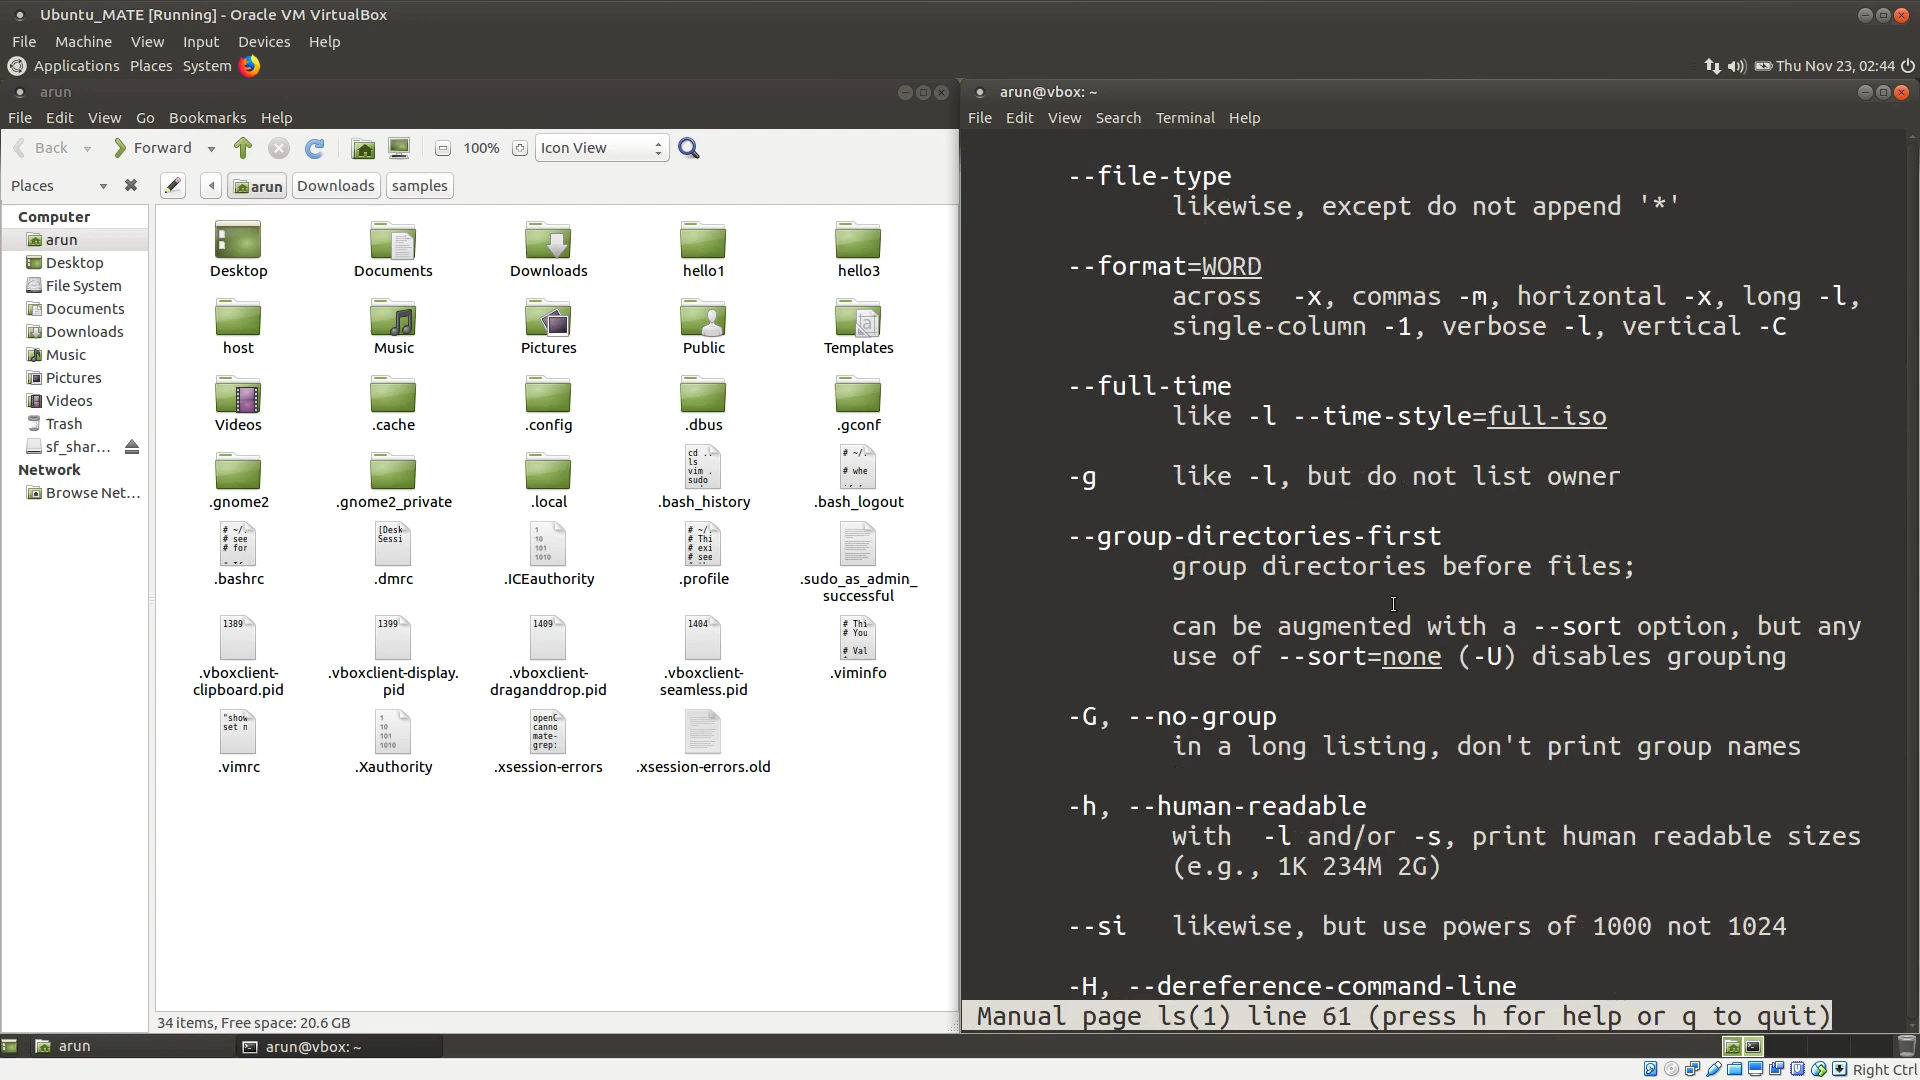 Ubuntu_MATE [Running] - Oracle VM VirtualBox
File Machine View Input Devices Help
Applications Places System
Thu Nov 23, 02:44
arun
File Edit View Go Bookmarks Help
Back Forward 100% Icon View
Places
arun Downloads samples
Computer
arun
Desktop
File System
Documents
Downloads
Music
Pictures
Videos
Trash
sf_shar...
Network
Browse Net...
Desktop Documents Downloads hello1 hello3
host Music Pictures Public Templates
Videos .cache .config .dbus .gconf
.gnome2 .gnome2_private .local .bash_history .bash_logout
.bashrc .dmrc .ICEauthority .profile .sudo_as_admin_
successful
1389 1399 1409 1404
.vboxclient-
clipboard.pid
.vboxclient-display.
pid
.vboxclient-
draganddrop.pid
.vboxclient-
seamless.pid
.viminfo
.vimrc .Xauthority .xsession-errors .xsession-errors.old
34 items, Free space: 20.6 GB
arun@vbox: ~
File Edit View Search Terminal Help
--file-type
likewise, except do not append '*'
--format=WORD
across  -x, commas -m, horizontal -x, long -l,
single-column -1, verbose -l, vertical -C
--full-time
like -l --time-style=full-iso
-g     like -l, but do not list owner
--group-directories-first
group directories before files;
can be augmented with a --sort option, but any
use of --sort=none (-U) disables grouping
-G, --no-group
in a long listing, don't print group names
-h, --human-readable
with  -l and/or -s, print human readable sizes
(e.g., 1K 234M 2G)
--si   likewise, but use powers of 1000 not 1024
-H, --dereference-command-line
Manual page ls(1) line 61 (press h for help or q to quit)
arun arun@vbox: ~
Right Ctrl